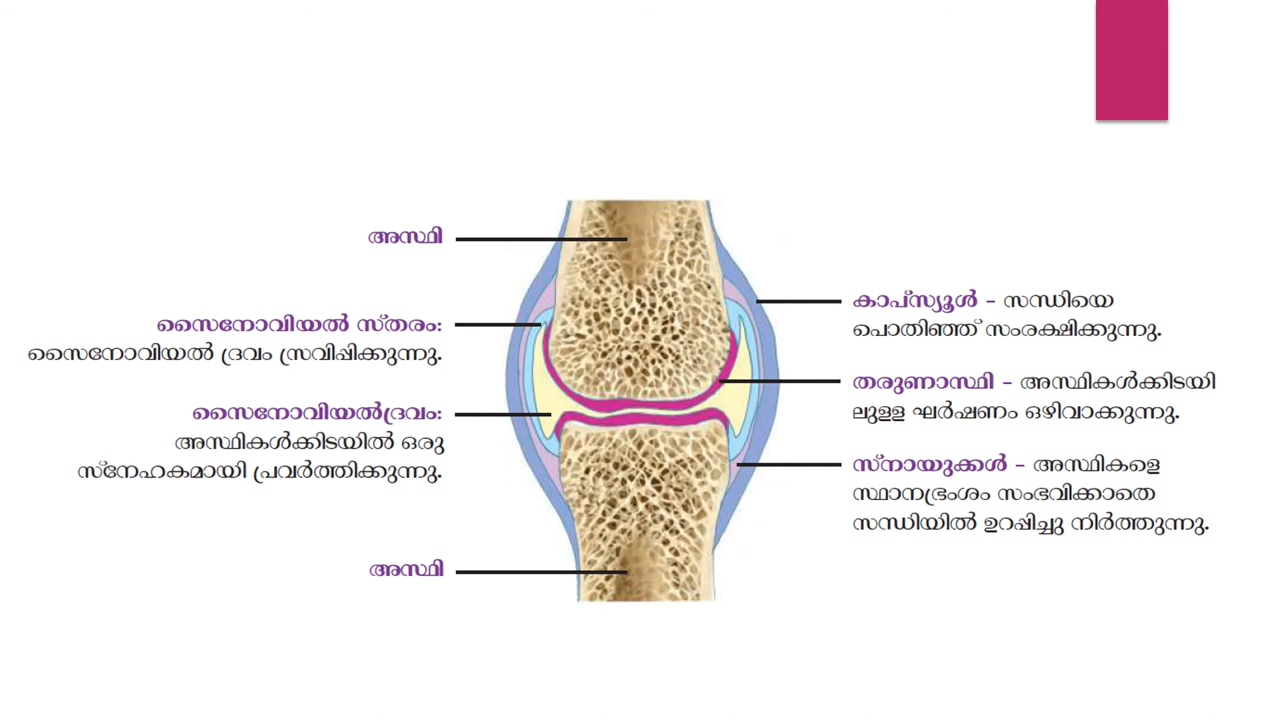 അസ്ഥി
സൈനോവിയൽ സ്തരം:
സൈനോവിയൽ ദ്രവം സ്രവിപ്പിക്കുന്നു.
സൈനോവിയൽദ്രവം:
അസ്ഥികൾക്കിടയിൽ ഒരു
സ്നേഹകമായി പ്രവർത്തിക്കുന്നു.
അസ്ഥി
കാപ്സ്യൂൾ – സന്ധിയെ
പൊതിഞ്ഞ് സംരക്ഷിക്കുന്നു.
തരുണാസ്ഥി – അസ്ഥികൾക്കിടയി
ലുള്ള ഘർഷണം ഒഴിവാക്കുന്നു.
സ്നായുക്കൾ – അസ്ഥികളെ
സ്ഥാനഭ്രംശം സംഭവിക്കാതെ
സന്ധിയിൽ ഉറപ്പിച്ചു നിർത്തുന്നു.